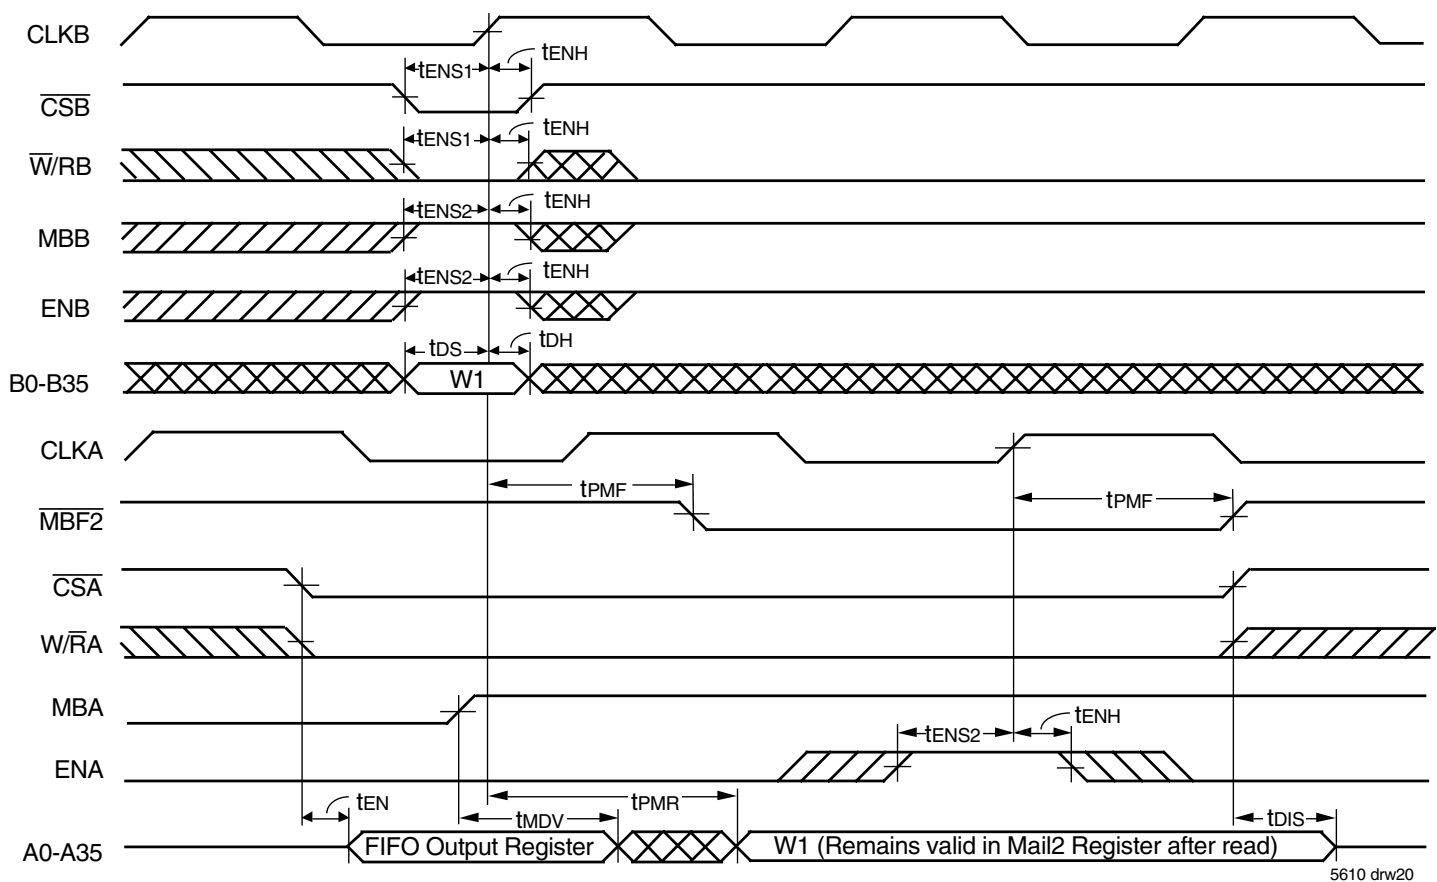 CLKB
tENS1 tENH
CSB
tENS1 tENH
W/RB
tENS2 tENH
MBB
tENS2 tENH
ENB
tDS tDH
B0-B35 W1
CLKA
tPMF tPMF
MBF2
CSA
W/RA
MBA
tENS2 tENH
ENA
tEN tMDV tPMR tDIS
A0-A35 FIFO Output Register W1 (Remains valid in Mail2 Register after read)
5610 drw20